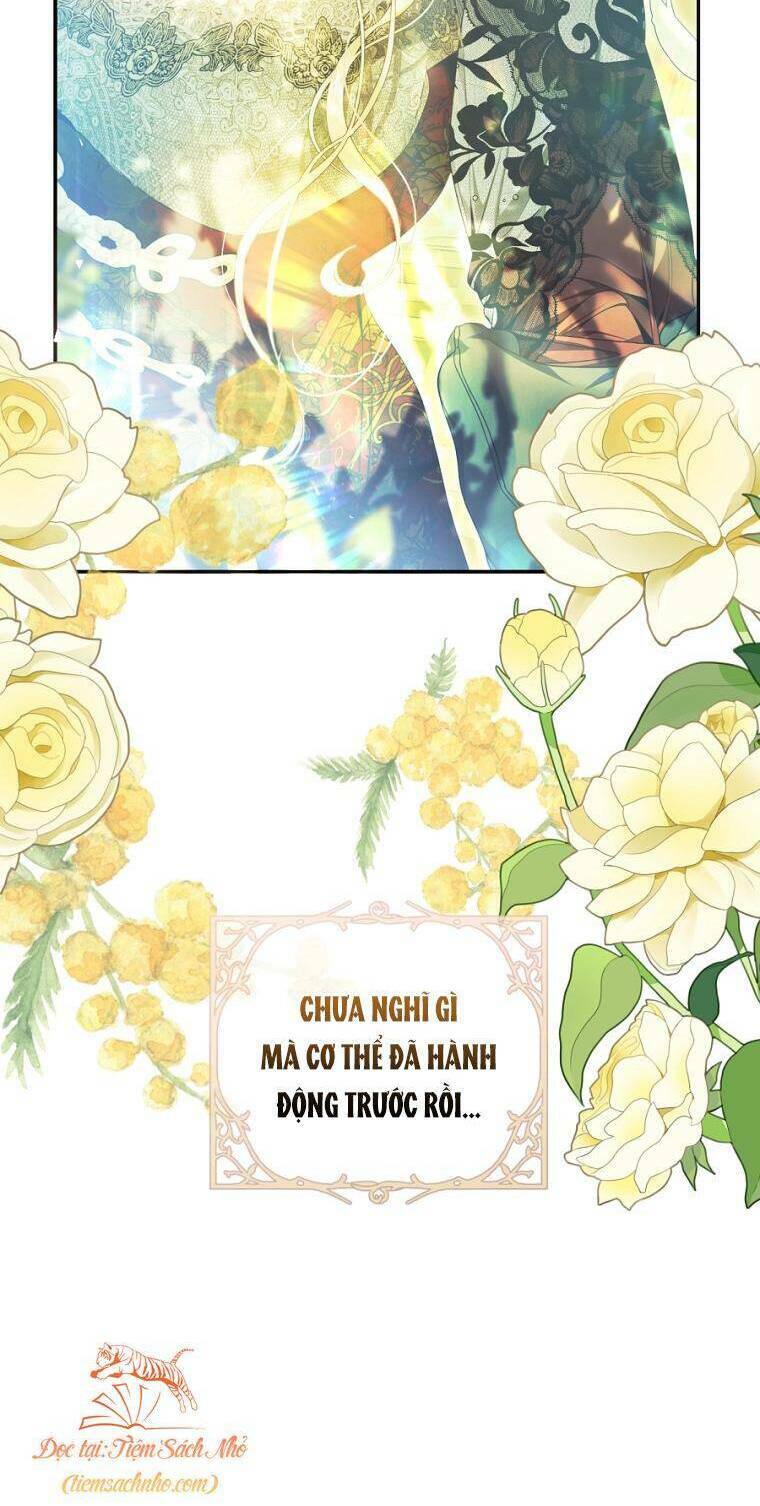 CHƯA NGHĨ GÌ
MÀ CƠ THỂ ĐÃ HÀNH
ĐỘNG TRƯỚC RỒI...
Đọc tại: Tiệm Sách Nhỏ
(tiemsachnho.com)